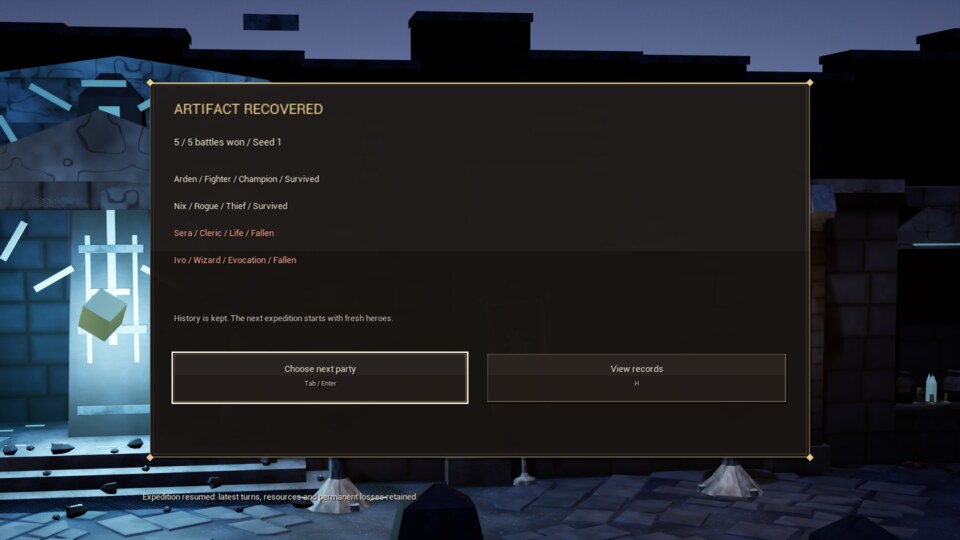 ARTIFACT RECOVERED
5 / 5 battles won / Seed 1
Arden / Fighter / Champion / Survived
Nix / Rogue / Thief / Survived
Sera / Cleric / Life / Fallen
Ivo / Wizard / Evocation / Fallen
History is kept. The next expedition starts with fresh heroes.
Choose next party
Tab / Enter
View records
H
Expedition resumed: latest turns, resources and permanent losses retained.